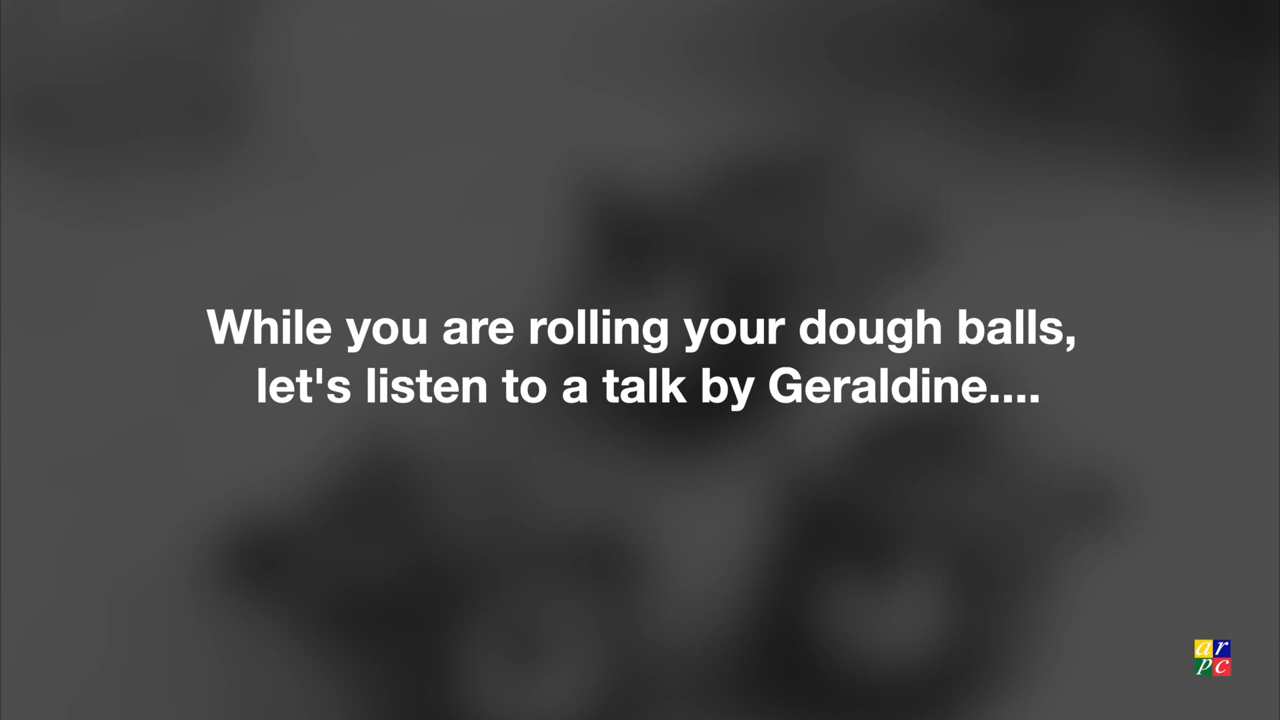 While you are rolling your dough balls,
let's listen to a talk by Geraldine....
ar
pc